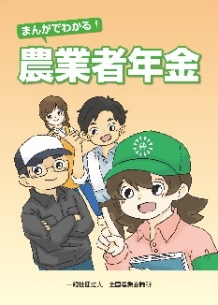 まんがでわかる！
農業者年金
一般社団法人　全国農業会議所